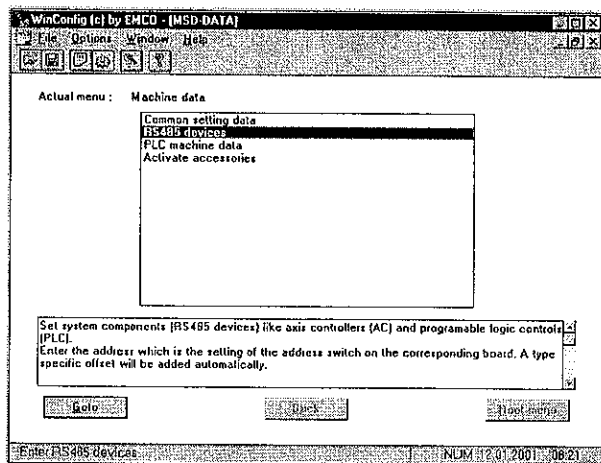 WinConfig (c) by EMCO - [MSD-DATA]
File Options Window Help
Actual menu : Machine data
Common setting data
RS485 devices
PLC machine data
Activate accessories
Set system components (RS485 devices) like axis controllers (AC) and programable logic controls
(PLC).
Enter the address which is the setting of the address switch on the corresponding board. A type
specific offset will be added automatically.
Goto Back Root menu
Enter RS485 devices NUM 12.01.2001 08:21